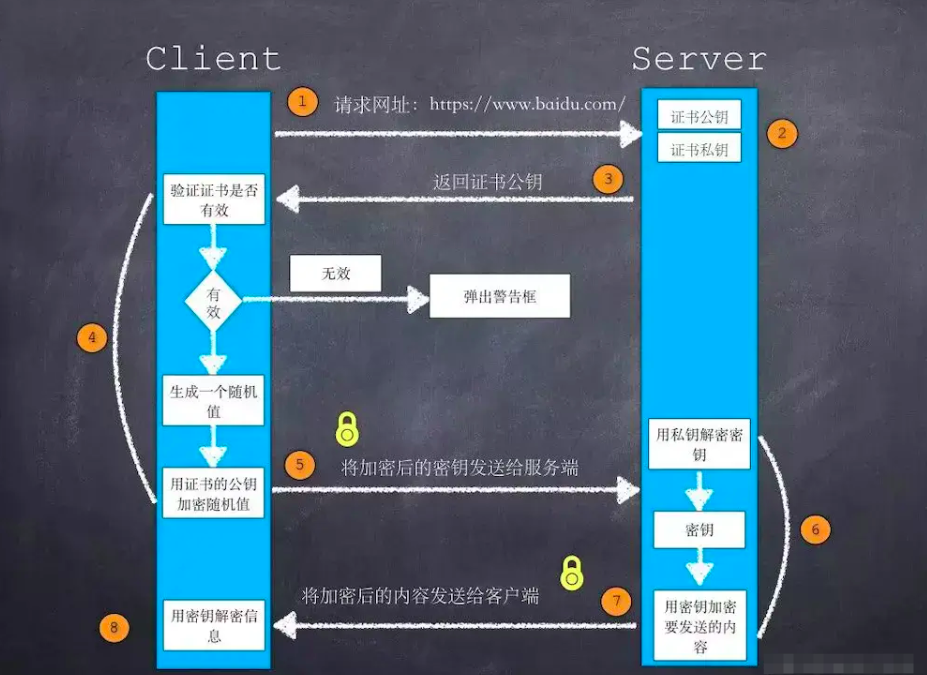 Client
Server
1
请求网址：https://www.baidu.com/
证书公钥
证书私钥
2
返回证书公钥
3
验证证书是否
有效
有
效
无效
弹出警告框
4
生成一个随机
值
用证书的公钥
加密随机值
5
将加密后的密钥发送给服务端
用私钥解密密
钥
密钥
6
用密钥加密
要发送的内
容
将加密后的内容发送给客户端
7
用密钥解密信
息
8